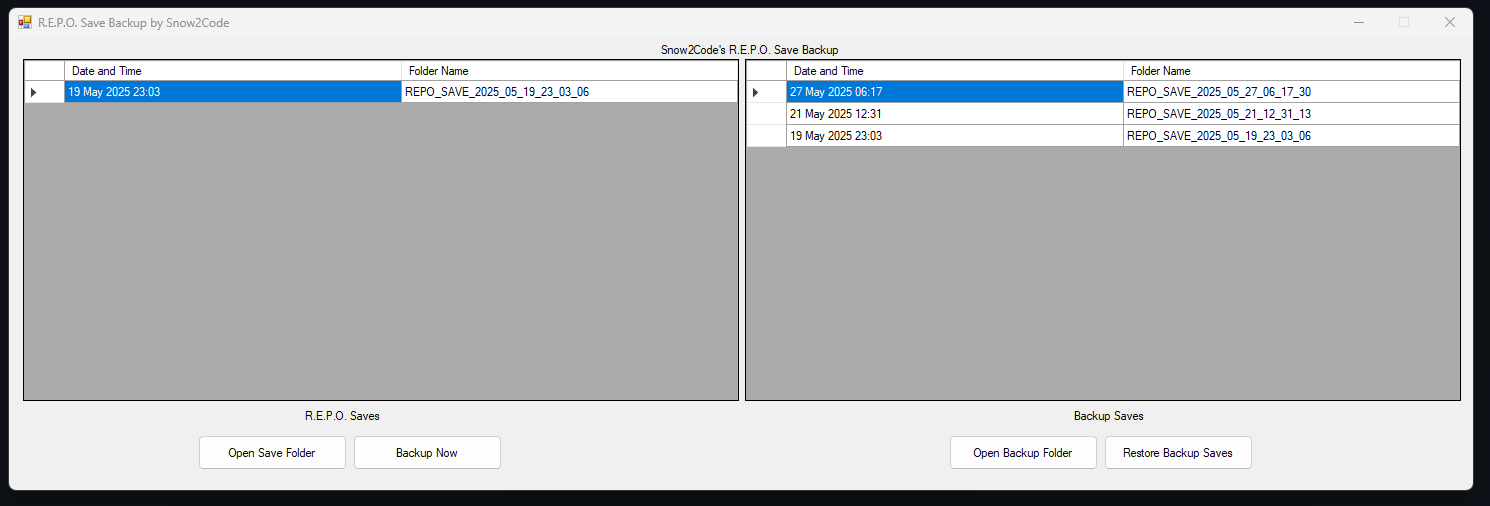 R.E.P.O. Save Backup by Snow2Code
Snow2Code's R.E.P.O. Save Backup
Date and Time Folder Name
19 May 2025 23:03 REPO_SAVE_2025_05_19_23_03_06
Date and Time Folder Name
27 May 2025 06:17 REPO_SAVE_2025_05_27_06_17_30
21 May 2025 12:31 REPO_SAVE_2025_05_21_12_31_13
19 May 2025 23:03 REPO_SAVE_2025_05_19_23_03_06
R.E.P.O. Saves
Open Save Folder Backup Now
Backup Saves
Open Backup Folder Restore Backup Saves